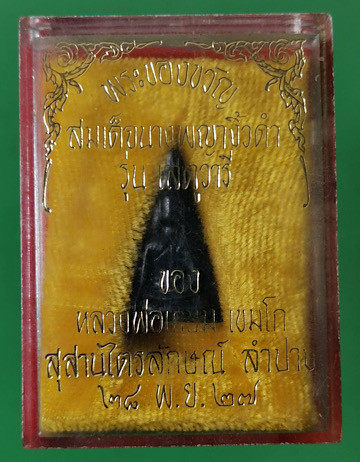 พระของขวัญ
สมเด็จนางพญางิ้วดำ
รุ่น
ของ
หลวงพ่อเกษม เขมโก
สุสานไตรลักษณ์ ลำปาง
๒๘ พ.ย.๒๗